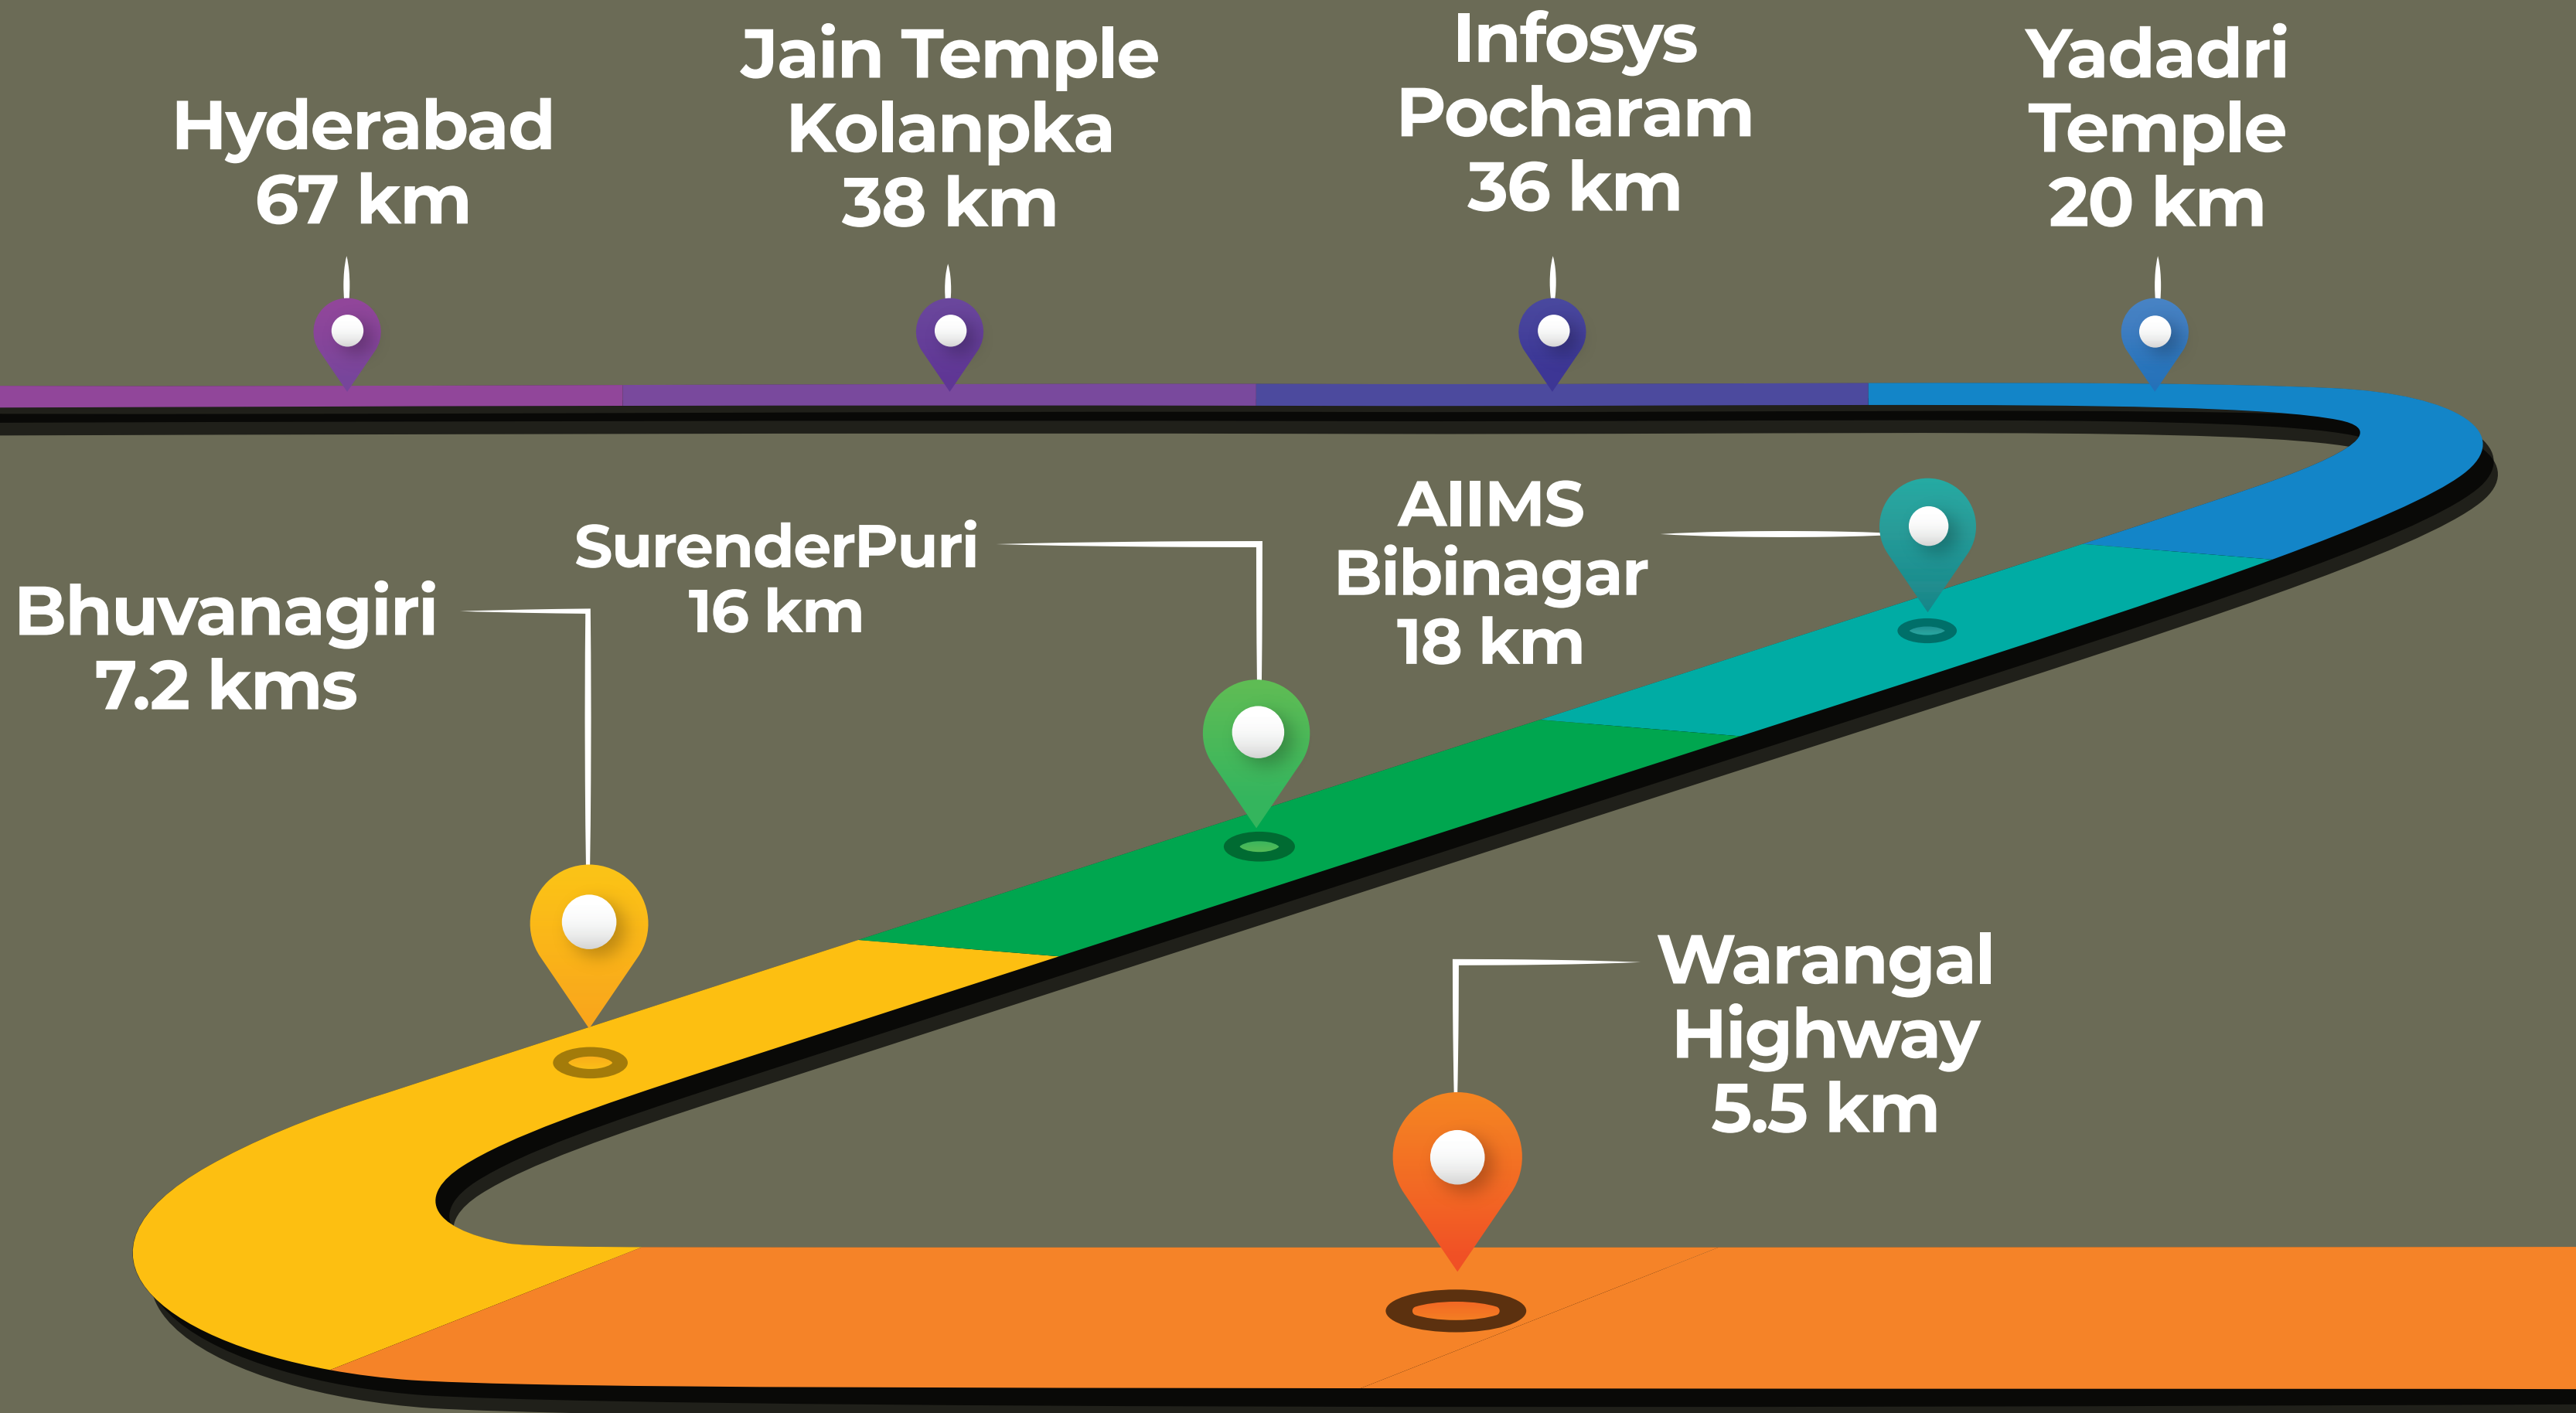 Hyderabad
67 km
Jain Temple
Kolanpka
38 km
Infosys
Pocharam
36 km
Yadadri
Temple
20 km
Bhuvanagiri
7.2 kms
SurenderPuri
16 km
AIIMS
Bibinagar
18 km
Warangal
Highway
5.5 km